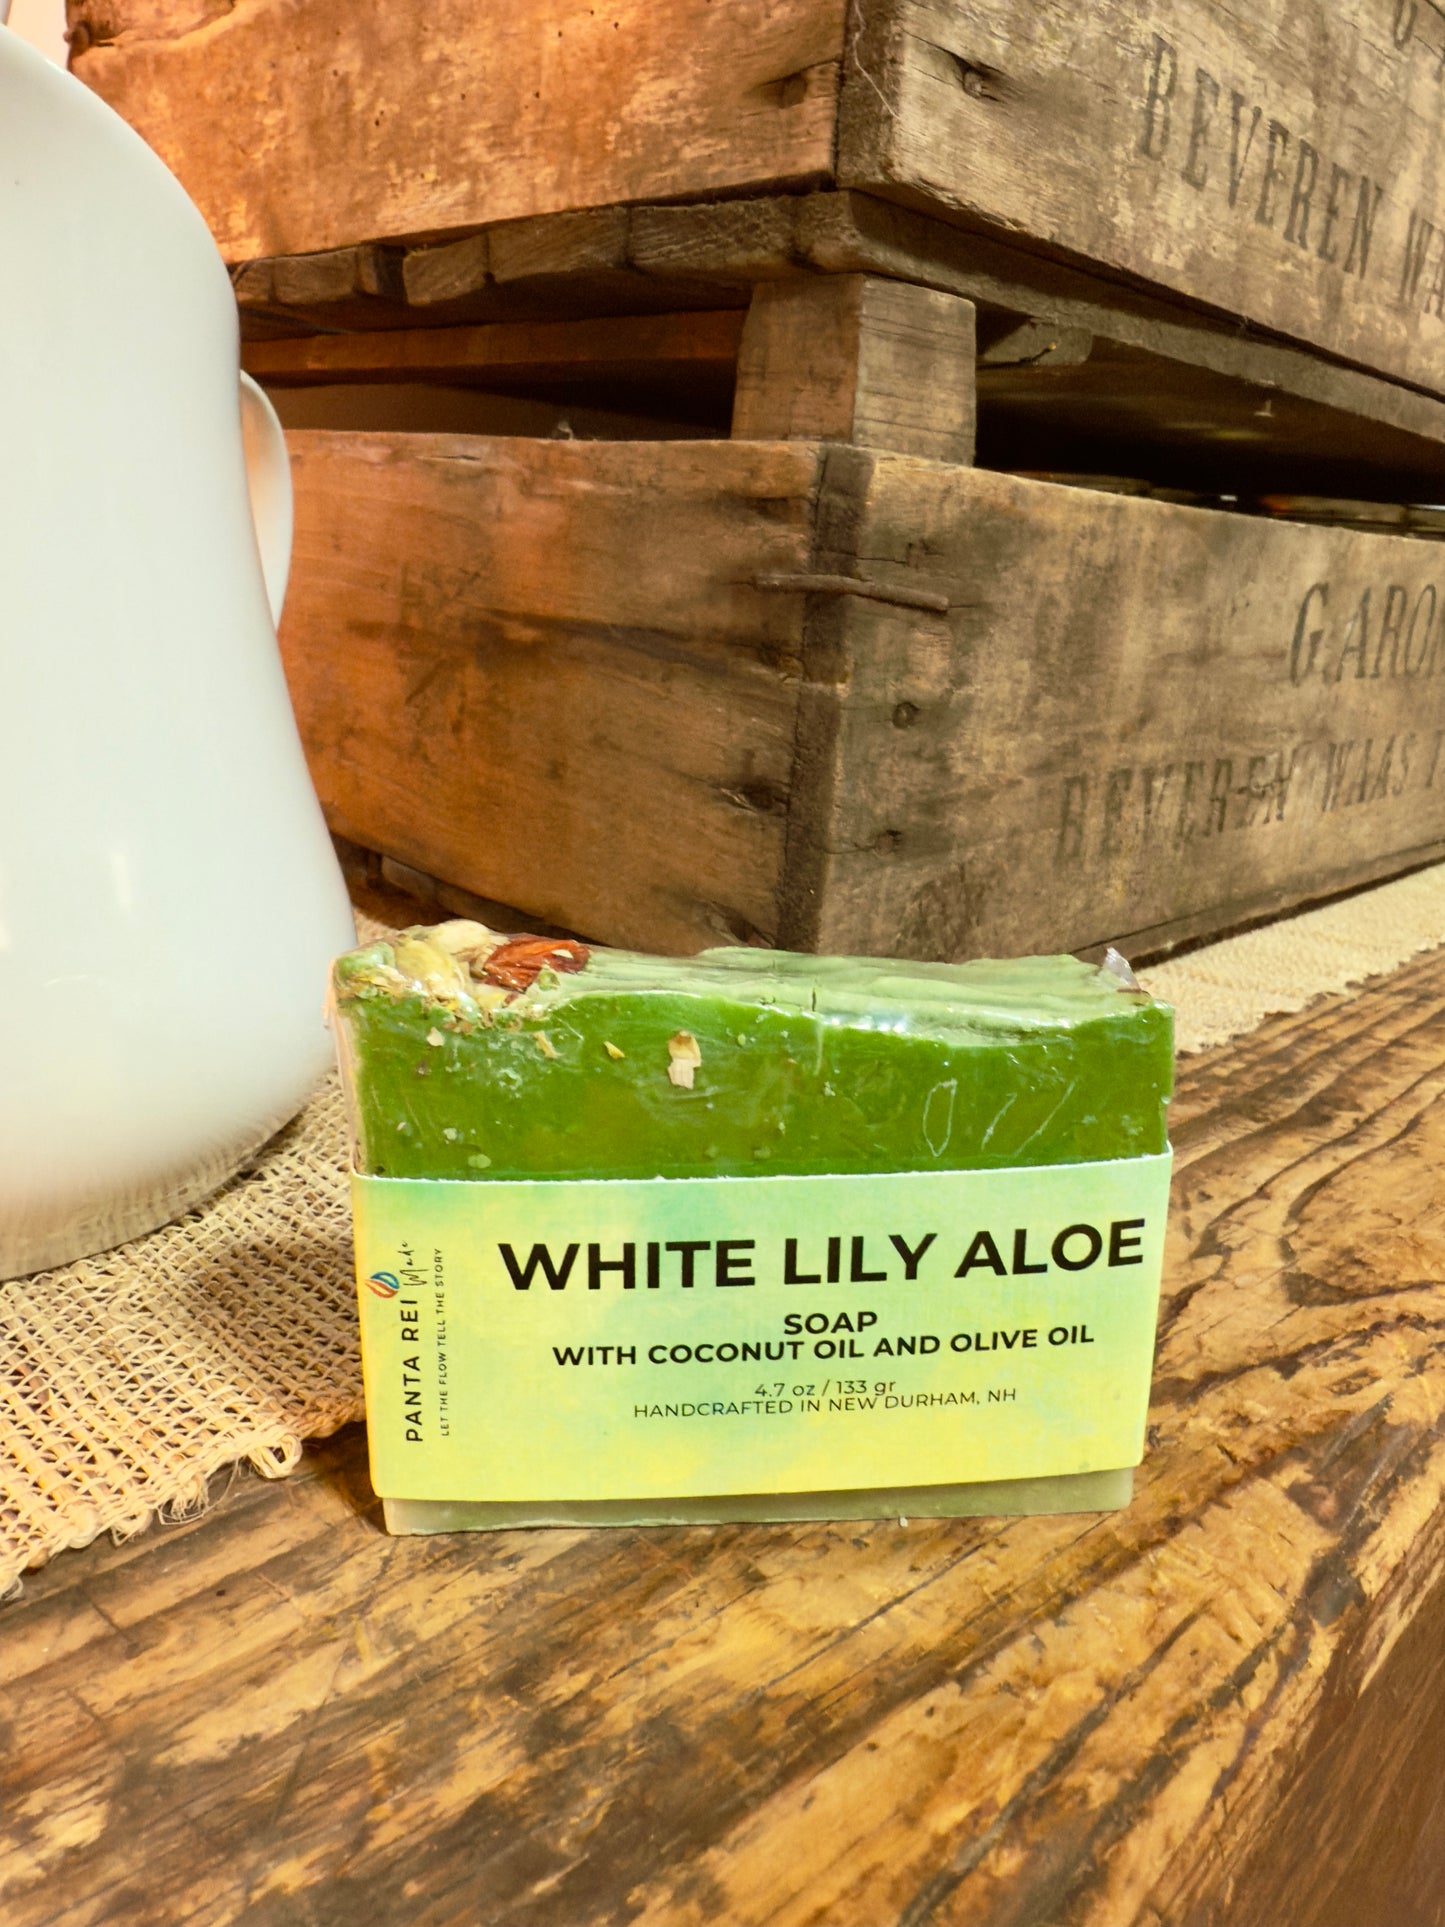 BEVEREN
G.
BEVEREN WAAS
WHITE LILY ALOE
SOAP
WITH COCONUT OIL AND OLIVE OIL
4.7 oz / 133 gr
HANDCRAFTED IN NEW DURHAM, NH
PANTA REI Made
LET THE FLOW TELL THE STORY